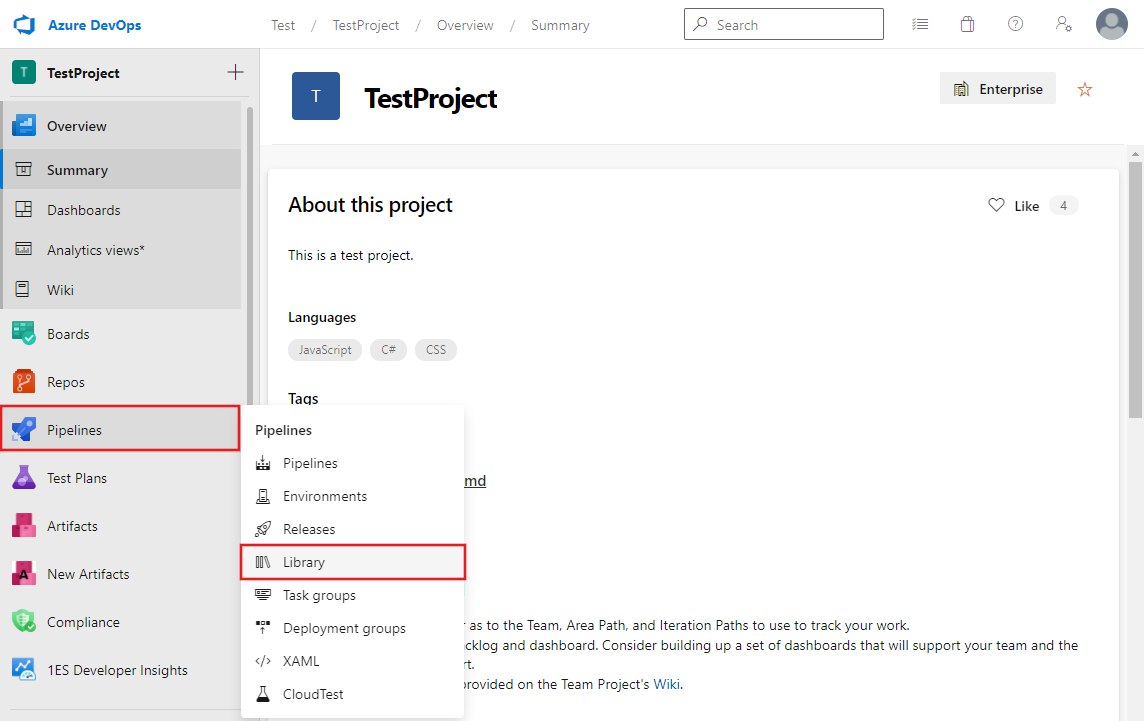 Azure DevOps
Test / TestProject / Overview / Summary
Search
T
TestProject
Overview
Summary
Dashboards
Analytics views*
Wiki
Boards
Repos
Pipelines
Test Plans
Artifacts
A
New Artifacts
Compliance
1ES Developer Insights
T
TestProject
Enterprise
About this project
Like 4
This is a test project.
Languages
JavaScript C# CSS
Tags
Pipelines
Pipelines
Environments
Releases
Library
Task groups
Deployment groups
XAML
CloudTest
md
as to the Team, Area Path, and Iteration Paths to use to track your work.
and dashboard. Consider building up a set of dashboards that will support your team and the
provided on the Team Project's Wiki.